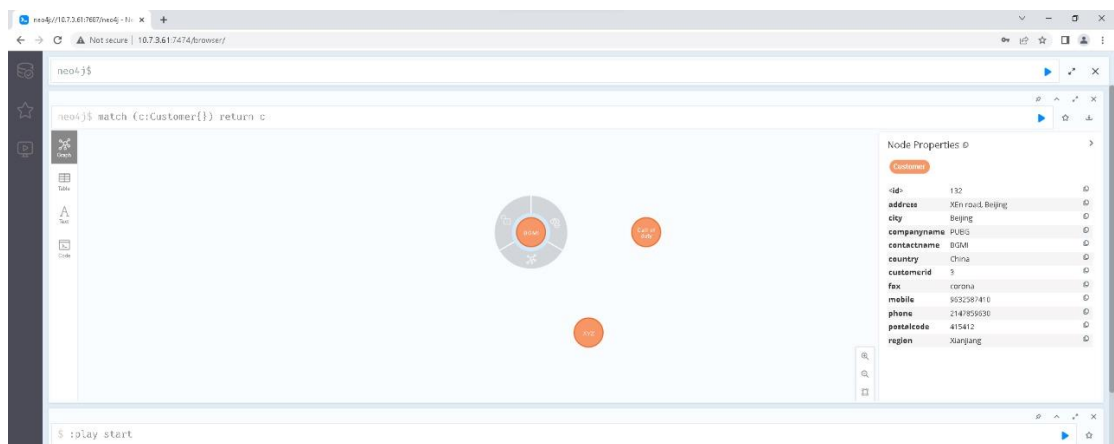 neo4j://10.7.3.61:7687/neo4j - Ne
Not secure | 10.7.3.61:7474/browser/
neo4j$
neo4j$ match (c:Customer{}) return c
Graph
Table
Text
Code
BGMI
XYZ
Node Properties
Customer
<id> 132
address XEn road, Beijing
city Beijing
companyname PUBG
contactname BGMI
country China
customerid 3
fax corona
mobile 9632587410
phone 2147859630
postalcode 415412
region Xianjiang
$ :play start